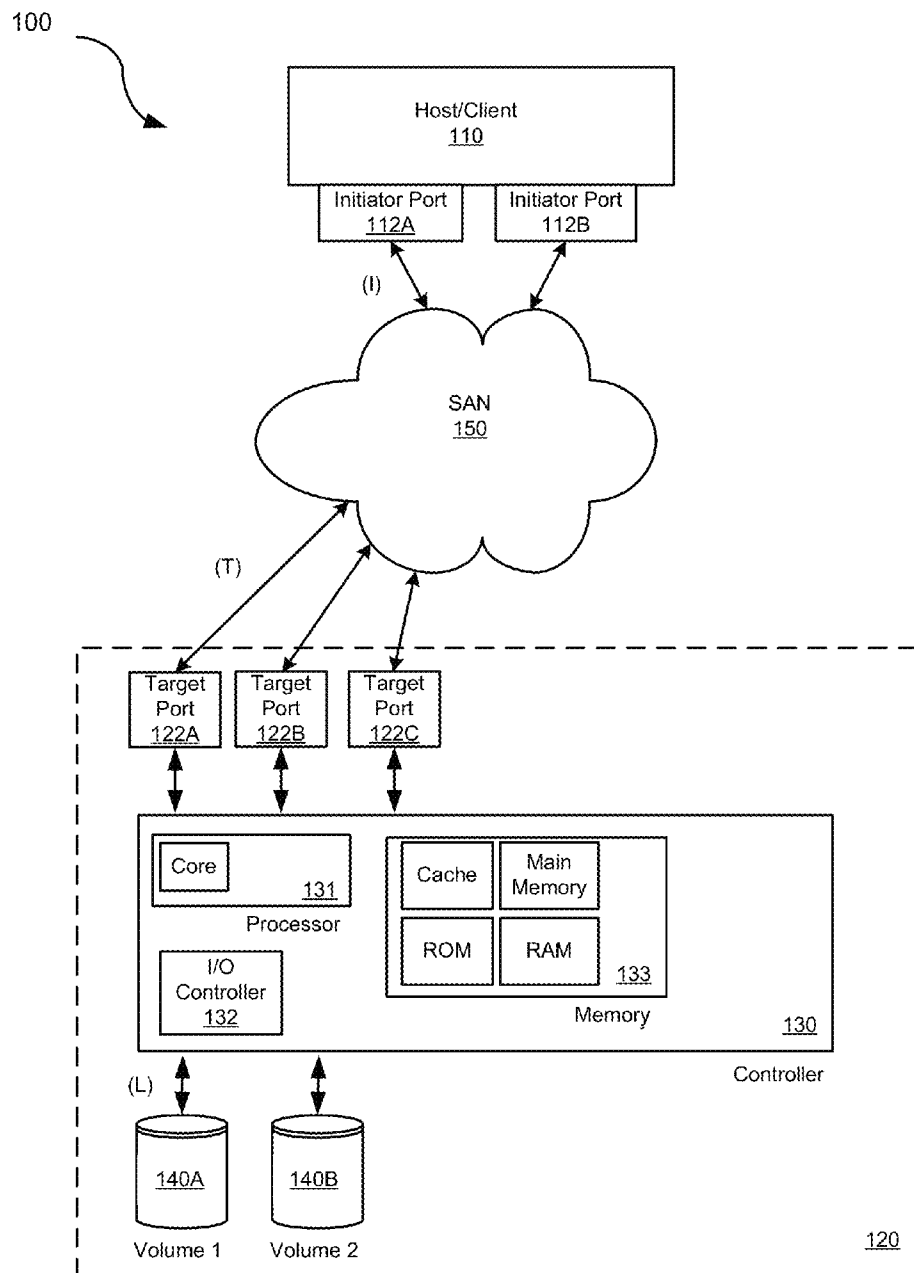 100
Host/Client
110
Initiator Port
112A
Initiator Port
112B
(I)
SAN
150
(T)
Target
Port
122A
Target
Port
122B
Target
Port
122C
Core
131
Processor
Cache
Main
Memory
ROM
RAM
133
Memory
I/O
Controller
132
130
Controller
(L)
140A
140B
Volume 1
Volume 2
120